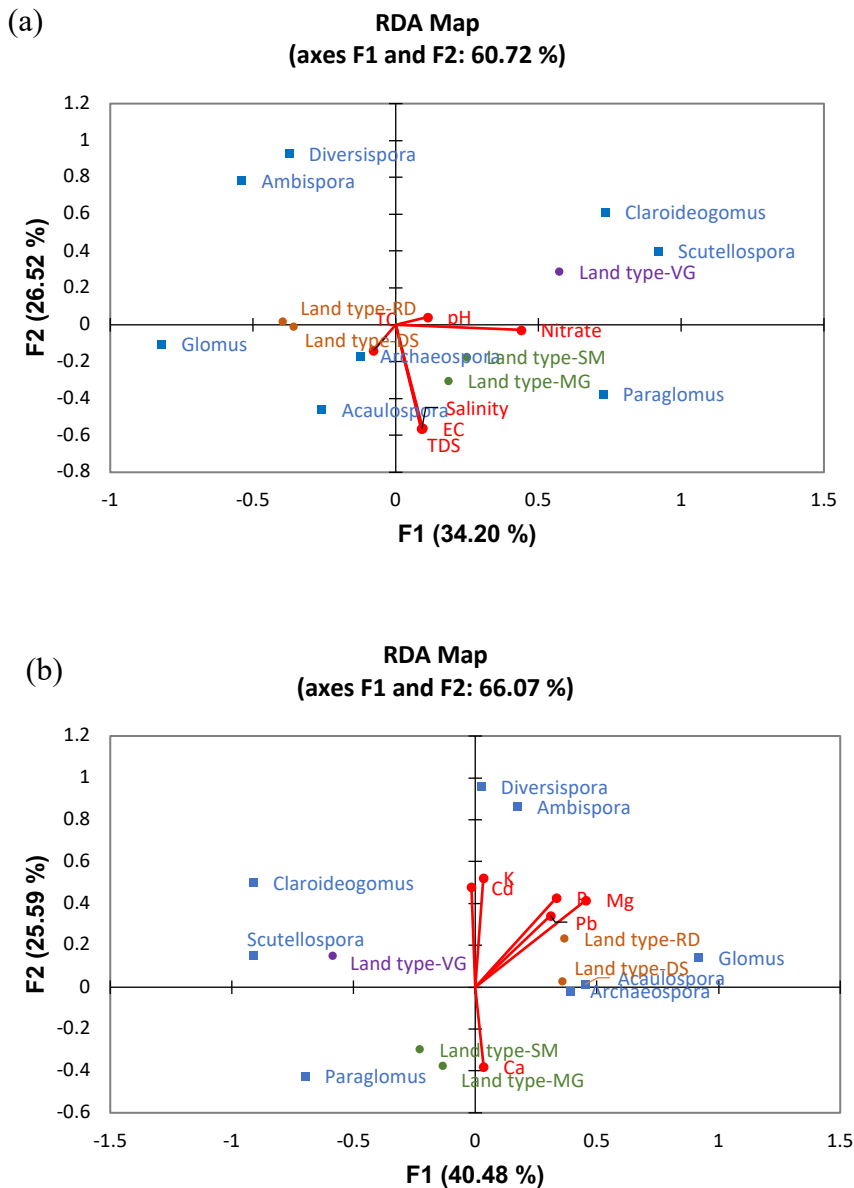 (a)
RDA Map
(axes F1 and F2: 60.72 %)
1.2
1
0.8
0.6
0.4
0.2
0
-0.2
-0.4
-0.6
-0.8
F2 (26.52 %)
Diversispora
Ambispora
Claroideogomus
Scutellospora
Land type-VG
Land type-RD
TC
pH
Nitrate
Land type-DS
Glomus
Archaeospora
Land type-SM
Land type-MG
Paraglomus
Acaulospora
Salinity
EC
TDS
-1
-0.5
0
0.5
1
1.5
F1 (34.20 %)
(b)
RDA Map
(axes F1 and F2: 66.07 %)
1.2
1
0.8
0.6
0.4
0.2
0
-0.2
-0.4
-0.6
F2 (25.59 %)
Diversispora
Ambispora
Claroideogomus
K
Cd
P
Mg
Pb
Scutellospora
Land type-RD
Land type-VG
Glomus
Land type-DS
Acaulospora
Archaeospora
Land type-SM
Paraglomus
Land type-MG
Ca
-1.5
-1
-0.5
0
0.5
1
1.5
F1 (40.48 %)